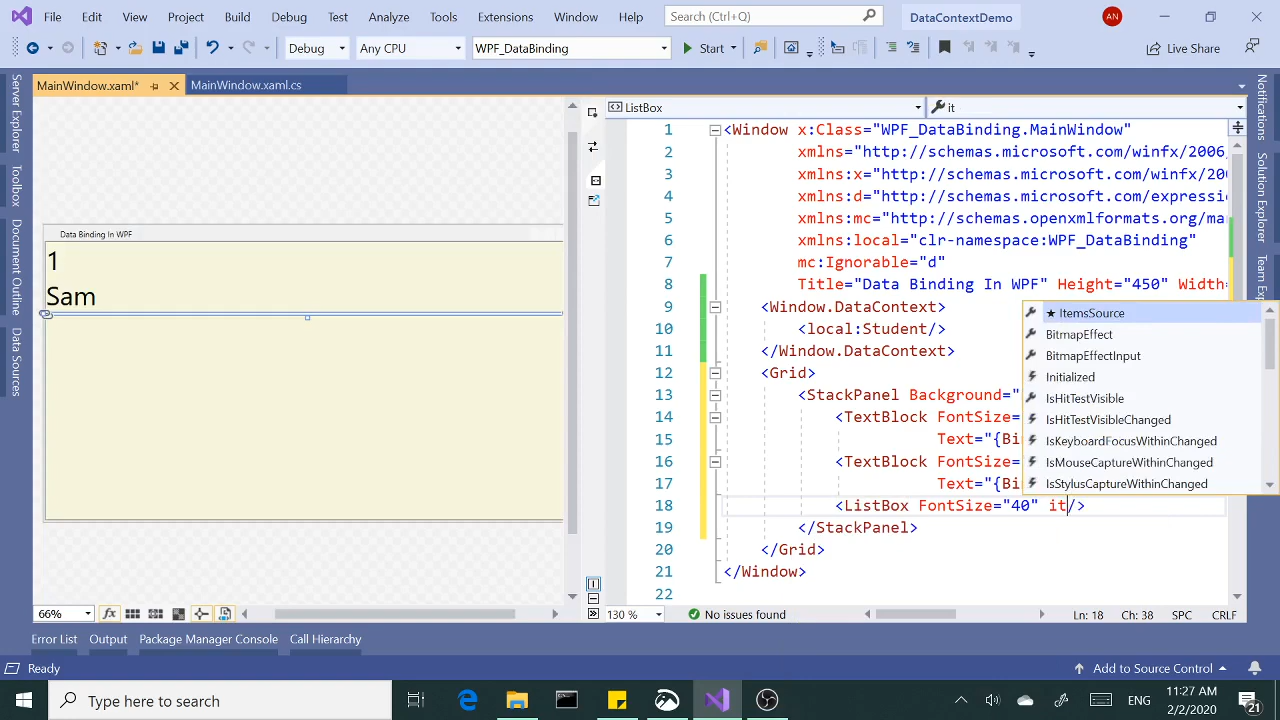 File Edit View Project Build Debug Test Analyze Tools Extensions Window Help Search (Ctrl+Q) DataContextDemo AN
Debug Any CPU WPF_DataBinding Start Live Share
MainWindow.xaml* MainWindow.xaml.cs
Server Explorer
Toolbox
Document Outline
Data Sources
Data Binding In WPF
1
Sam
66%
ListBox it
1 <Window x:Class="WPF_DataBinding.MainWindow"
2 xmlns="http://schemas.microsoft.com/winfx/2006/
3 xmlns:x="http://schemas.microsoft.com/winfx/200
4 xmlns:d="http://schemas.microsoft.com/expressi
5 xmlns:mc="http://schemas.openxmlformats.org/ma
6 xmlns:local="clr-namespace:WPF_DataBinding"
7 mc:Ignorable="d"
8 Title="Data Binding In WPF" Height="450" Width=
9 <Window.DataContext>
10 <local:Student/>
11 </Window.DataContext>
12 <Grid>
13 <StackPanel Background="
14 <TextBlock FontSize=
15 Text="{Bi
16 <TextBlock FontSize=
17 Text="{Bi
18 <ListBox FontSize="40" it/>
19 </StackPanel>
20 </Grid>
21 </Window>
22
★ ItemsSource
BitmapEffect
BitmapEffectInput
Initialized
IsHitTestVisible
IsHitTestVisibleChanged
IsKeyboardFocusWithinChanged
IsMouseCaptureWithinChanged
IsStylusCaptureWithinChanged
Notifications
Solution Explorer
Team Exp
130 % No issues found Ln: 18 Ch: 38 SPC CRLF
Error List Output Package Manager Console Call Hierarchy
Ready Add to Source Control
Type here to search
ENG
11:27 AM
2/2/2020
21